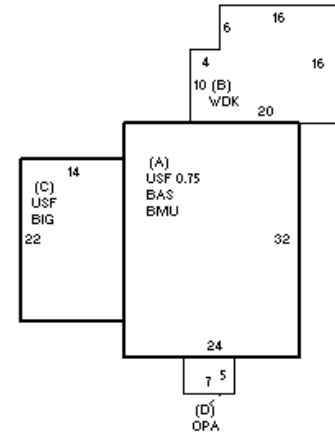 16
6
4
16
10 (B)
WDK
20
14
(A)
USF 0.75
BAS
BMU
(C)
USF
BIG
22
32
24
5
7
(D)
OPA